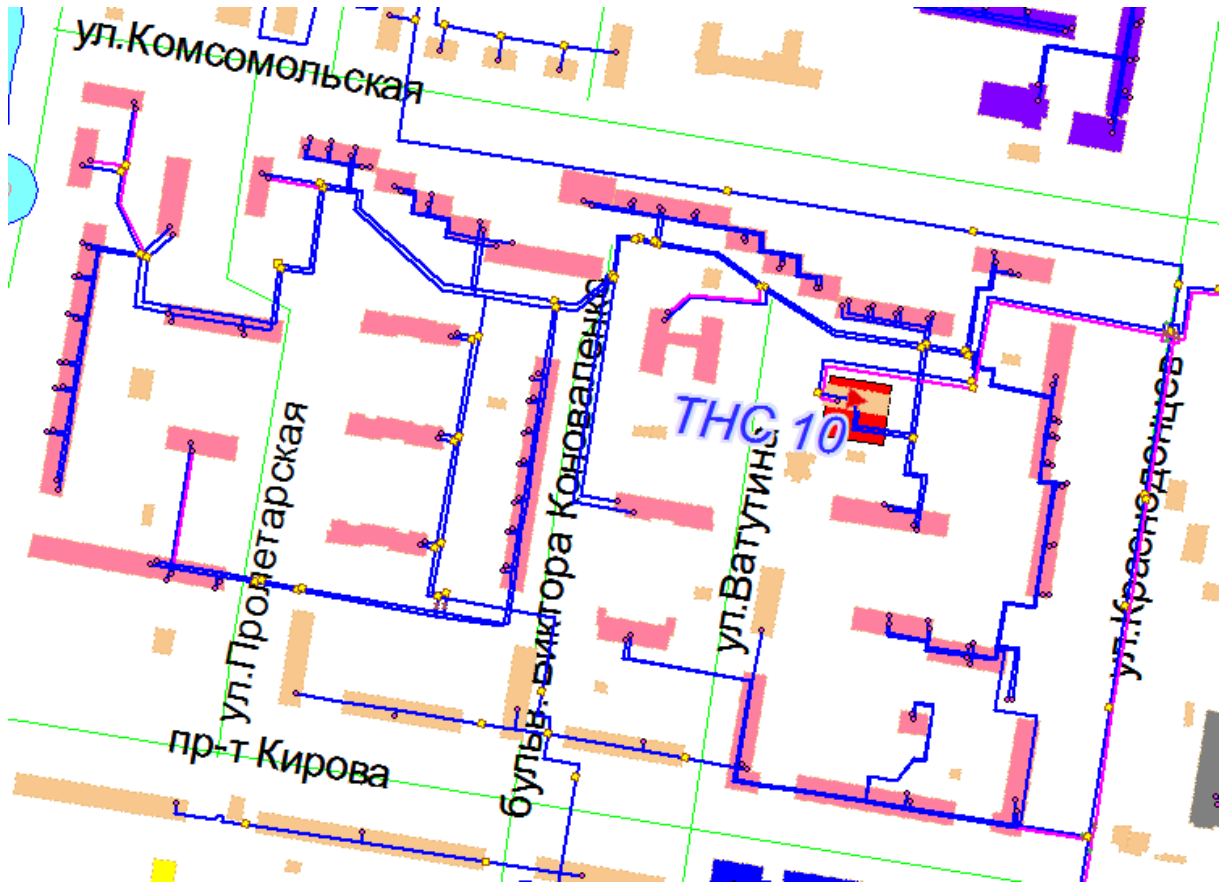 ул.Комсомольская
ТНС 10
ул.Пролетарская
бульв.Виктора Коноваленко
ул.Ватутина
ул.Краснодонцев
пр-т Кирова